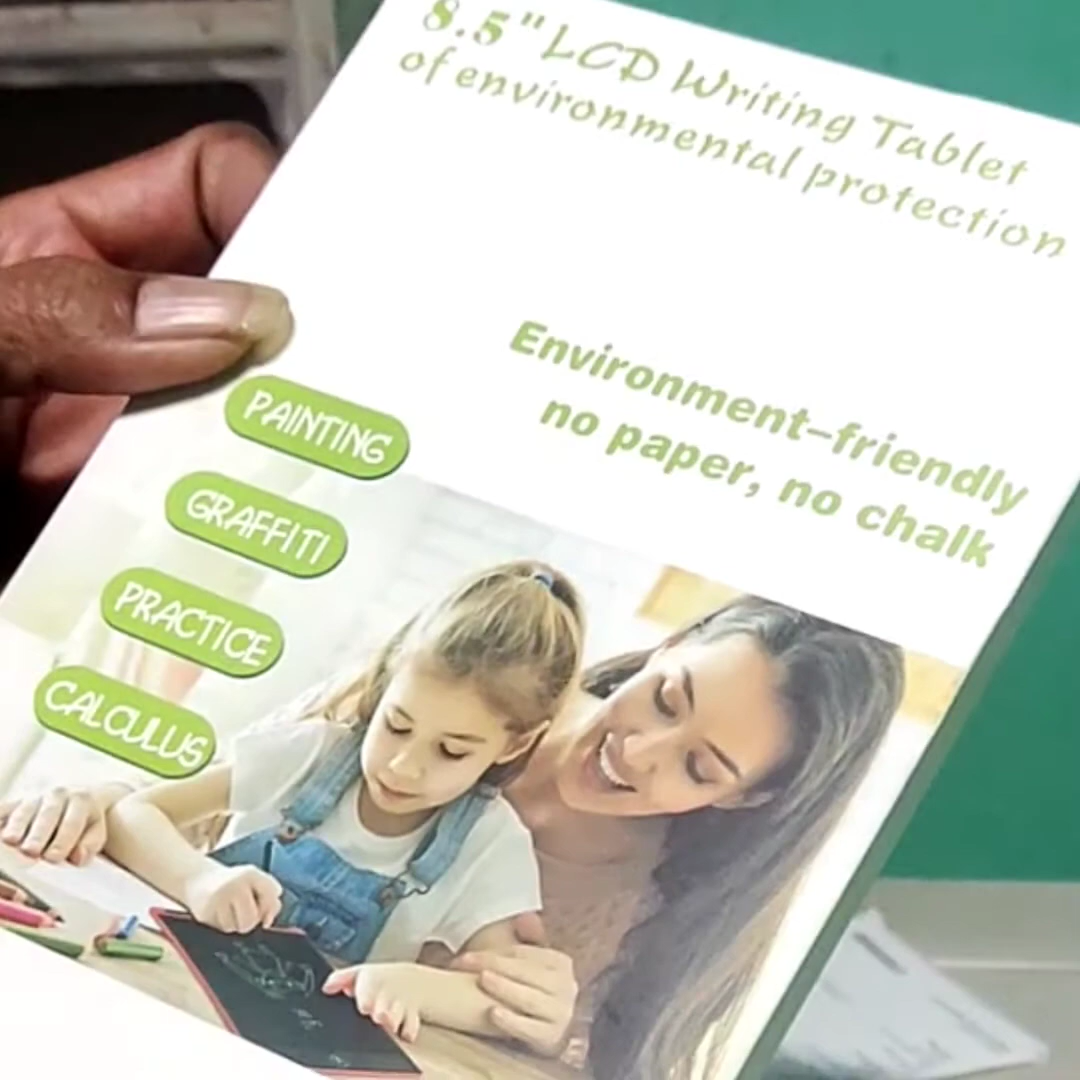 8.5" LCD Writing Tablet
of environmental protection
Environment-friendly
no paper, no chalk
PAINTING
GRAFFITI
PRACTICE
CALCULUS